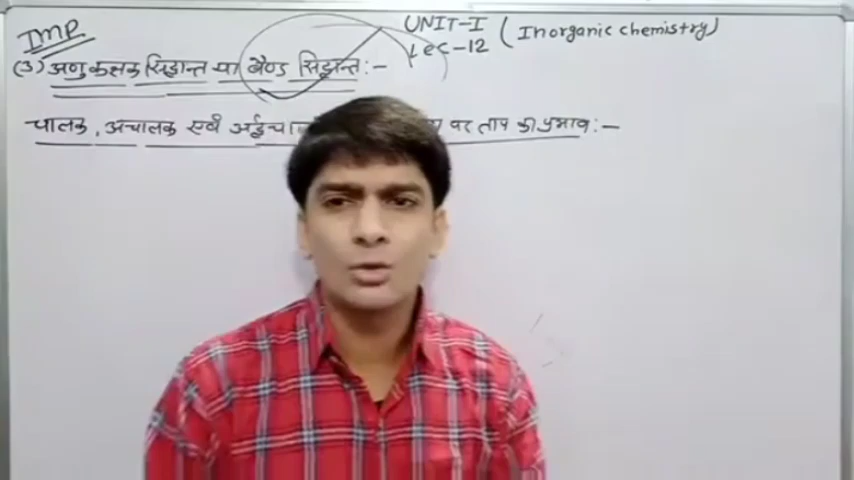 IMP.
UNIT-I (Inorganic chemistry)
Lec-12
(3) अणु कक्षक सिद्धान्त या बैण्ड सिद्धान्त :-
चालक, अचालक एवं अर्द्धचा पर ताप का प्रभाव :-